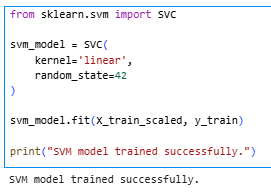 from sklearn.svm import SVC
svm_model = SVC(
    kernel='linear',
    random_state=42
)
svm_model.fit(X_train_scaled, y_train)
print("SVM model trained successfully.")
SVM model trained successfully.